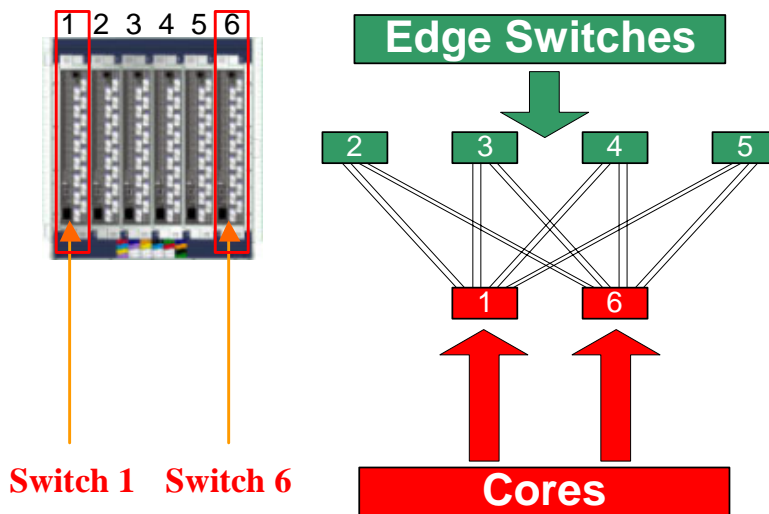 1 2 3 4 5 6
Edge Switches
2 3 4 5
1 6
Switch 1 Switch 6
Cores